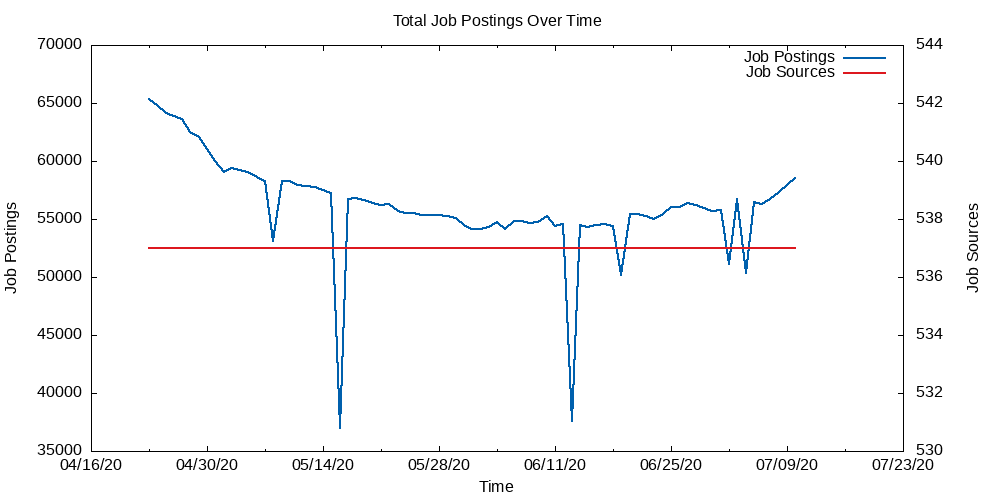 Total Job Postings Over Time
70000
65000
60000
55000
50000
45000
40000
35000
544
542
540
538
536
534
532
530
Job Postings
Job Sources
Job Postings
Job Sources
04/16/20 04/30/20 05/14/20 05/28/20 06/11/20 06/25/20 07/09/20 07/23/20
Time